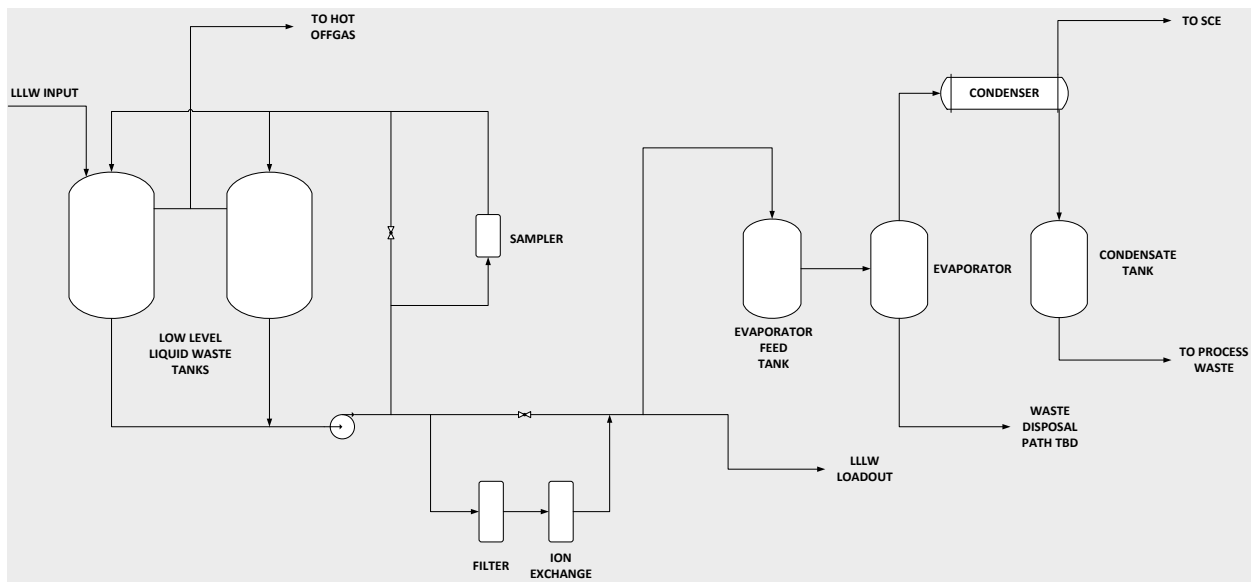 TO HOT
OFFGAS
TO SCE
LLLW INPUT
CONDENSER
SAMPLER
EVAPORATOR
CONDENSATE
TANK
LOW LEVEL
LIQUID WASTE
TANKS
EVAPORATOR
FEED
TANK
TO PROCESS
WASTE
WASTE
DISPOSAL
PATH TBD
LLLW
LOADOUT
FILTER
ION
EXCHANGE